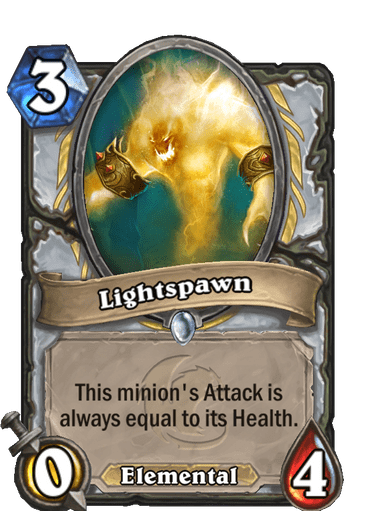 3
Lightspawn
This minion's Attack is
always equal to its Health.
0
Elemental
4